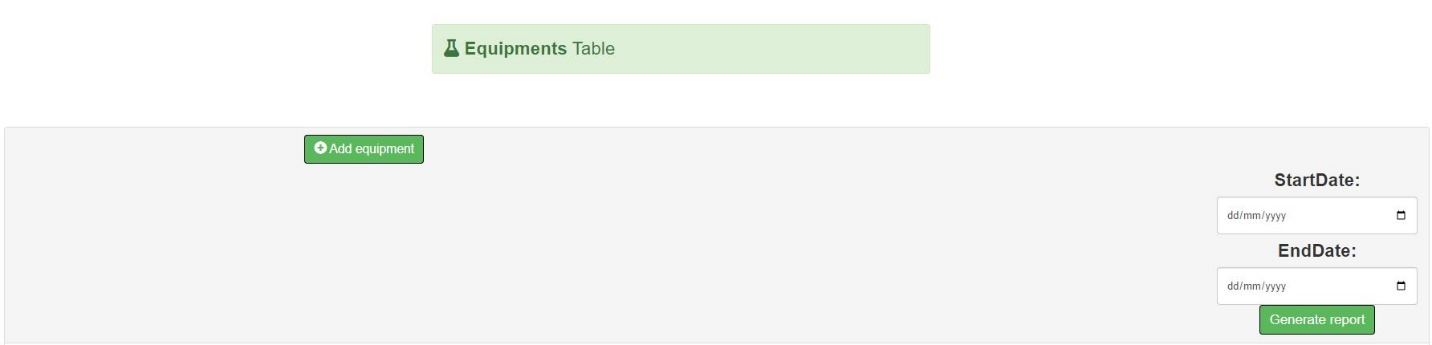 Equipments Table
Add equipment
StartDate:
dd/mm/yyyy
EndDate:
dd/mm/yyyy
Generate report